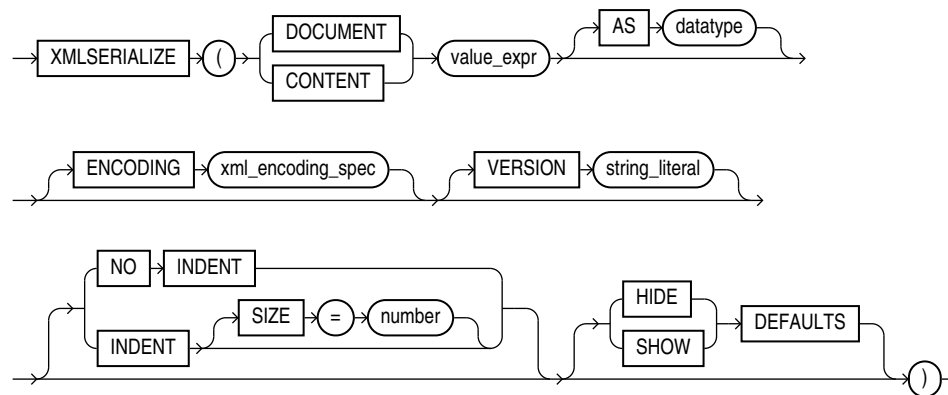 XMLSERIALIZE ( DOCUMENT CONTENT value_expr AS datatype
ENCODING xml_encoding_spec VERSION string_literal
NO INDENT
INDENT SIZE = number
HIDE SHOW DEFAULTS )